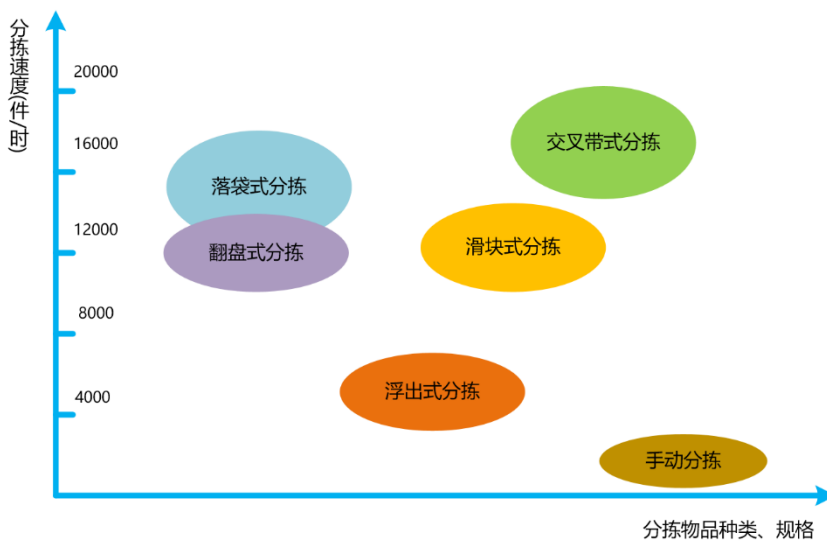 分拣速度(件/时)
20000
16000
12000
8000
4000
交叉带式分拣
落袋式分拣
翻盘式分拣
滑块式分拣
浮出式分拣
手动分拣
分拣物品种类、规格